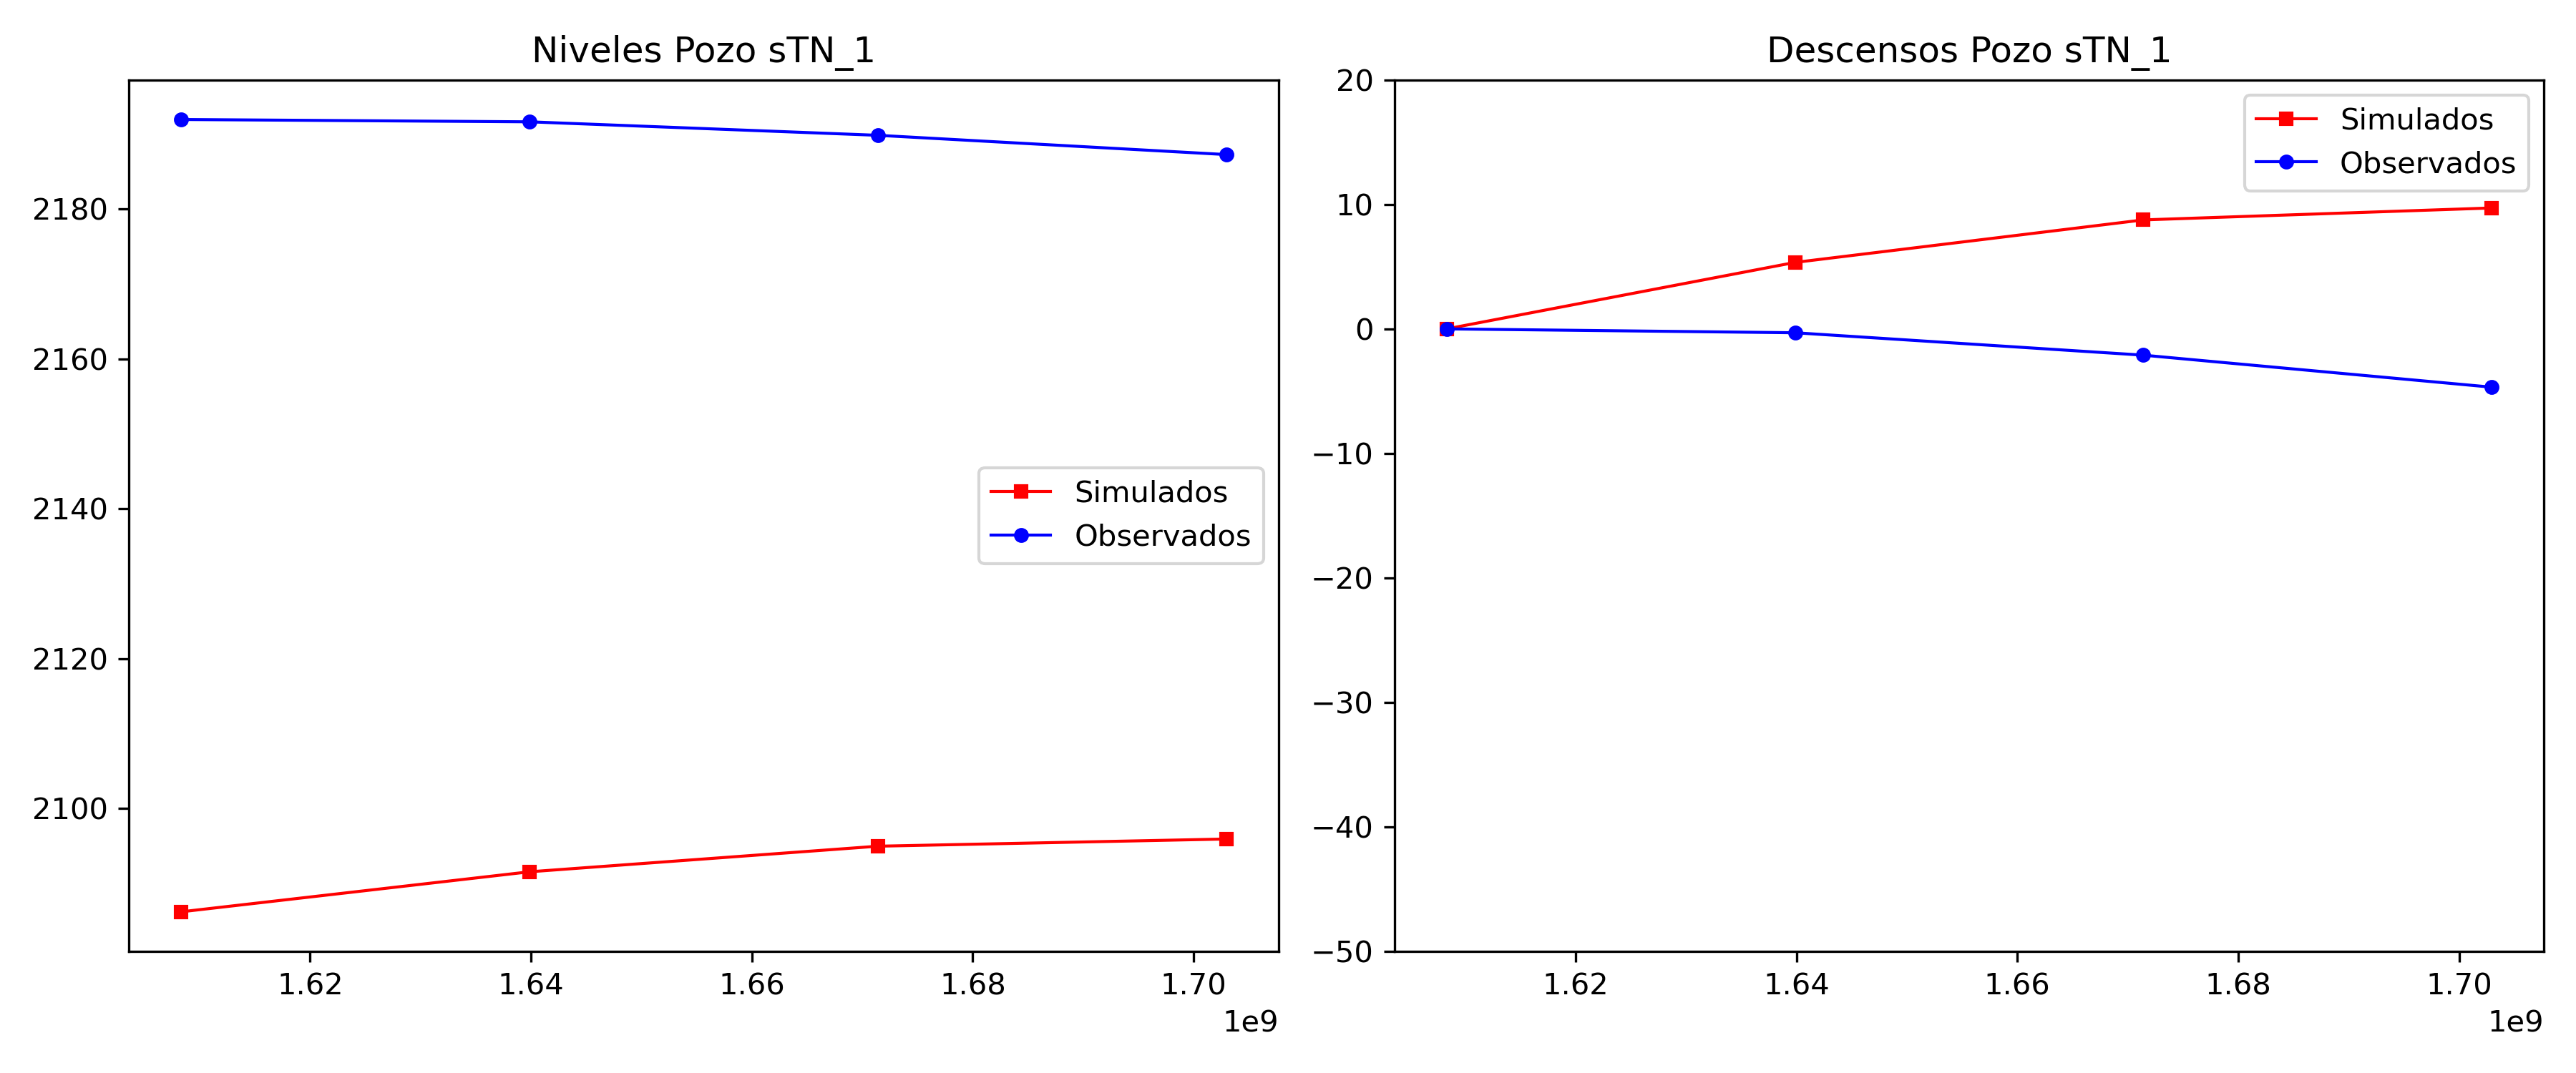 Niveles Pozo sTN_1
2180
2160
2140
2120
2100
Simulados
Observados
1.62 1.64 1.66 1.68 1.70
1e9
Descensos Pozo sTN_1
20
10
0
−10
−20
−30
−40
−50
Simulados
Observados
1.62 1.64 1.66 1.68 1.70
1e9